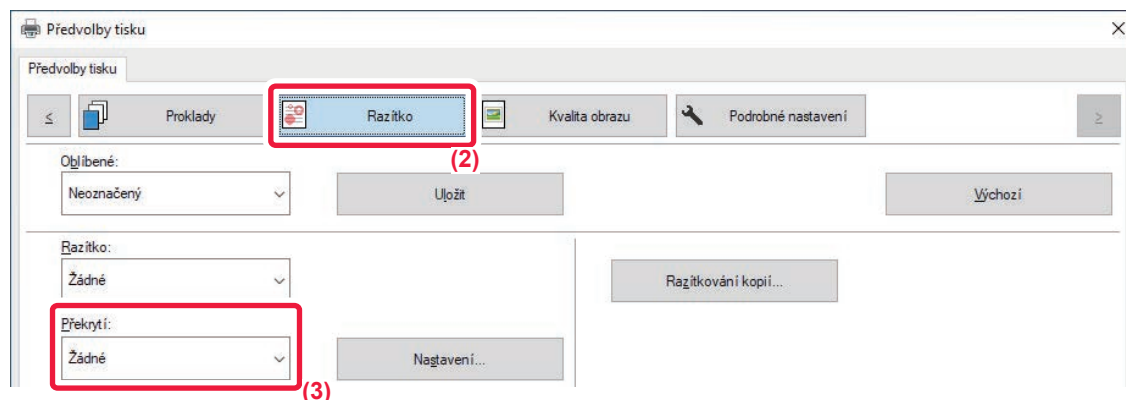 Předvolby tisku
Předvolby tisku
< Proklady Razítko Kvalita obrazu Podrobné nastavení >
(2)
Oblíbené:
Neoznačený Uložit Výchozí
Razítko:
Žádné Razítkování kopií...
Překrytí:
Žádné Nastavení...
(3)